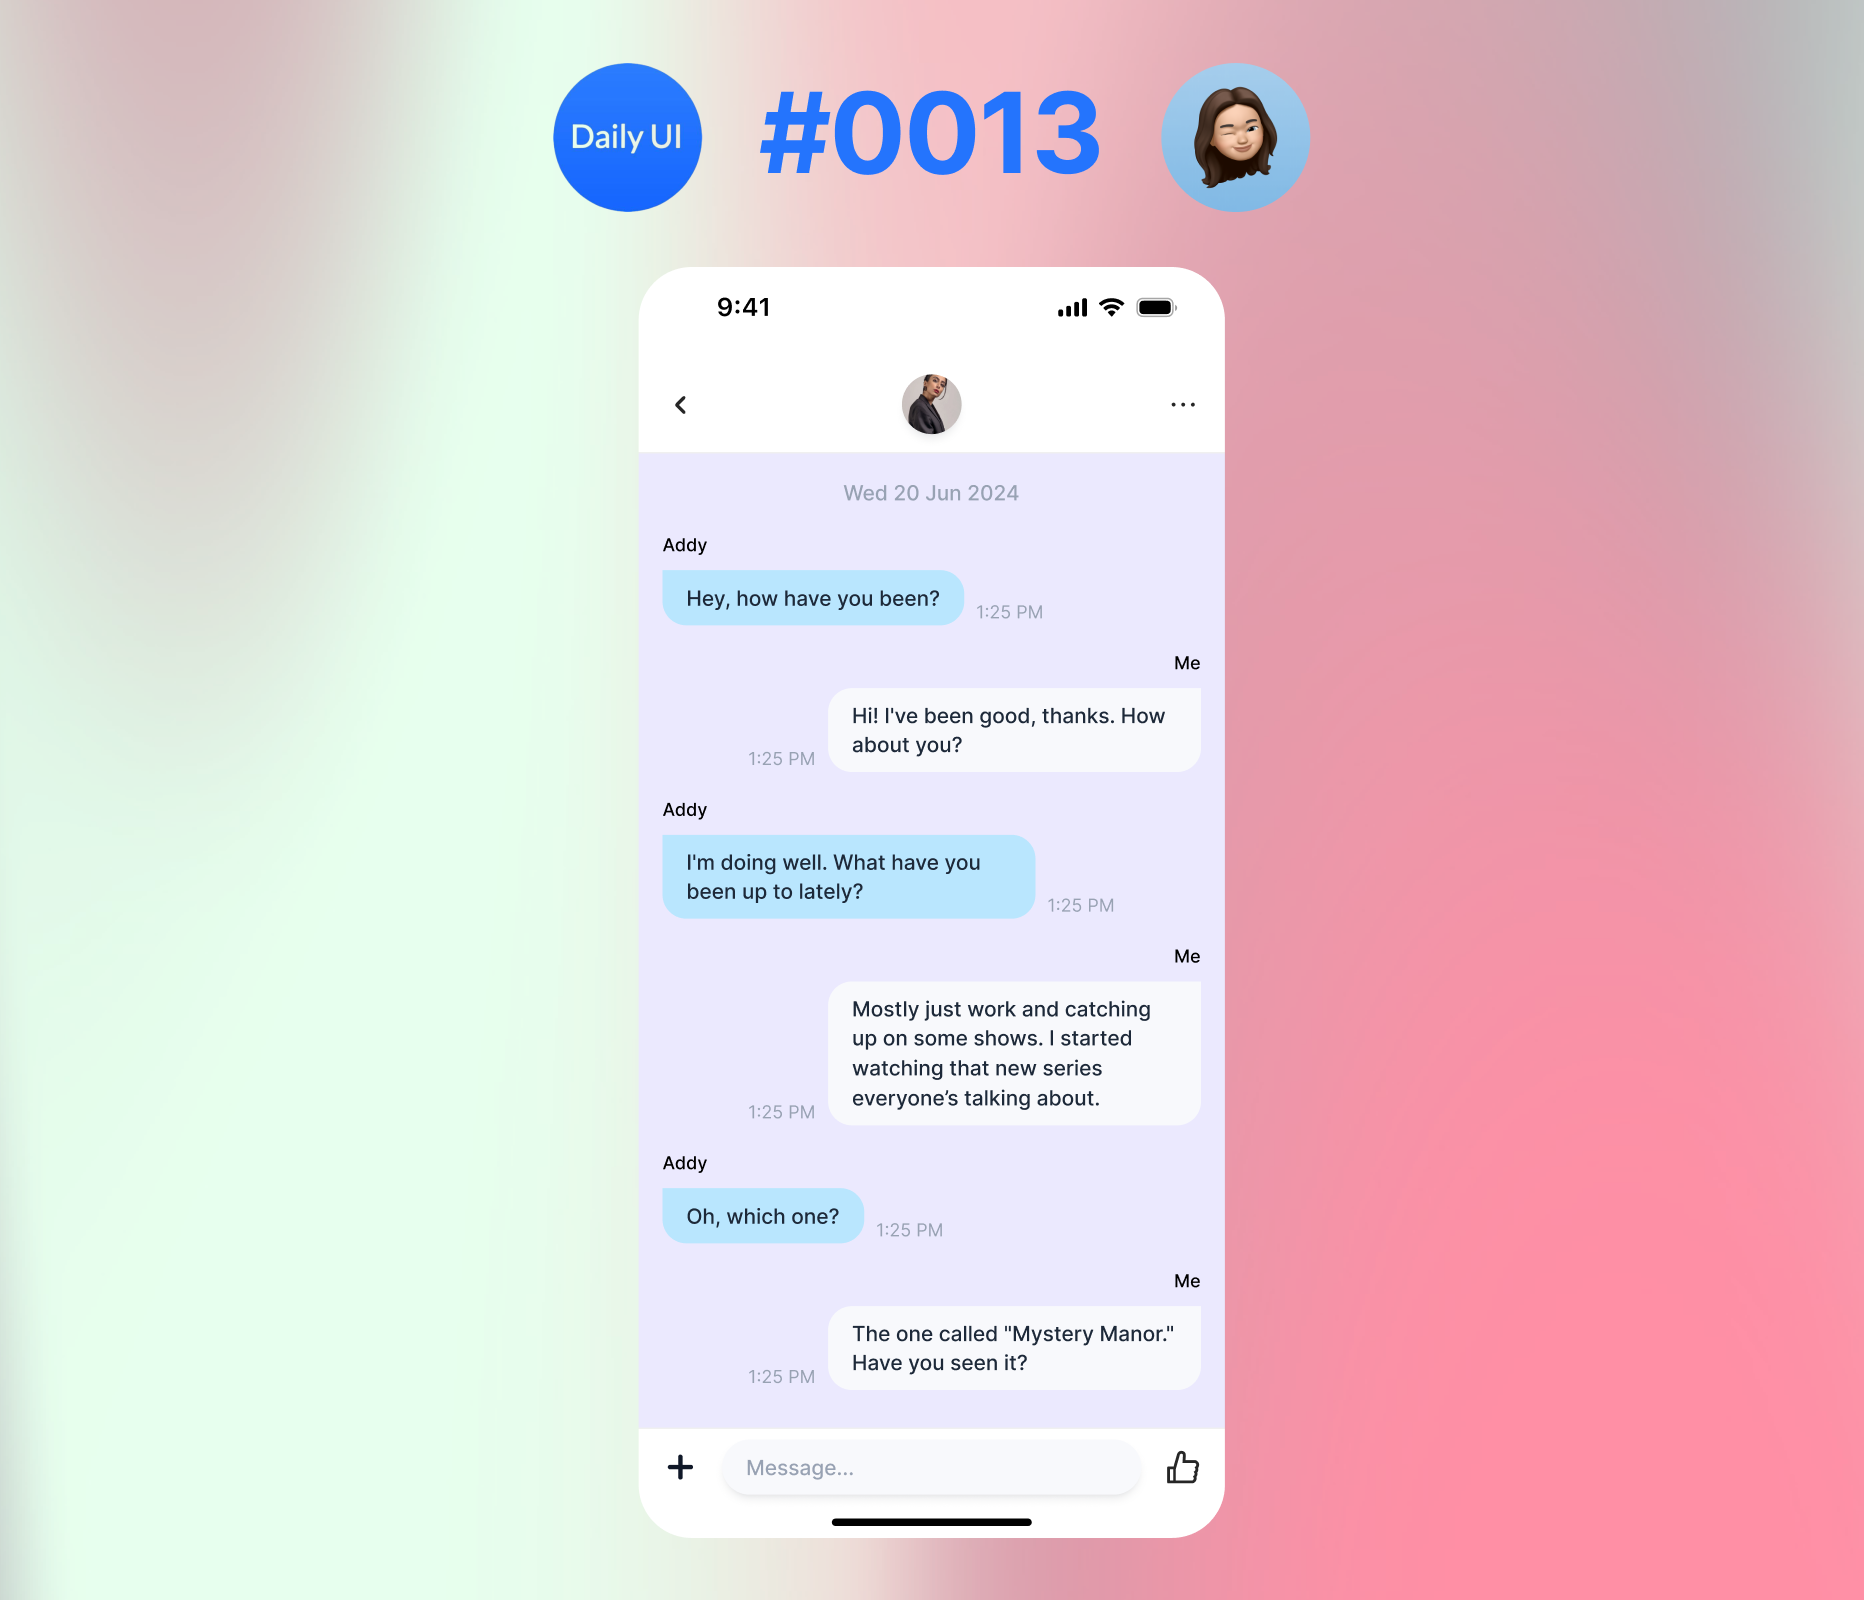 Daily UI
#0013
9:41
Wed 20 Jun 2024
Addy
Hey, how have you been?
1:25 PM
Me
Hi! I've been good, thanks. How
about you?
1:25 PM
Addy
I'm doing well. What have you
been up to lately?
1:25 PM
Me
Mostly just work and catching
up on some shows. I started
watching that new series
everyone’s talking about.
1:25 PM
Addy
Oh, which one?
1:25 PM
Me
The one called "Mystery Manor."
Have you seen it?
1:25 PM
Message...